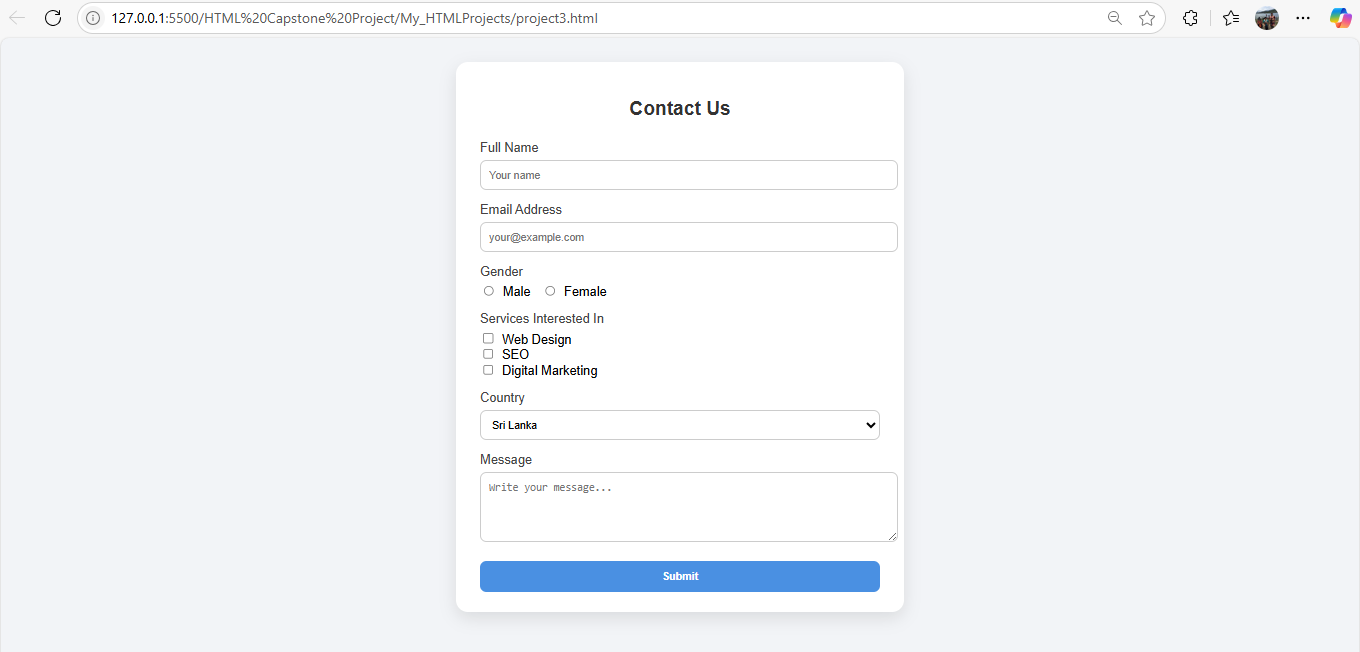 127.0.0.1:5500/HTML%20Capstone%20Project/My_HTMLProjects/project3.html
Contact Us
Full Name
Your name
Email Address
your@example.com
Gender
Male Female
Services Interested In
Web Design
SEO
Digital Marketing
Country
Sri Lanka
Message
Write your message...
Submit